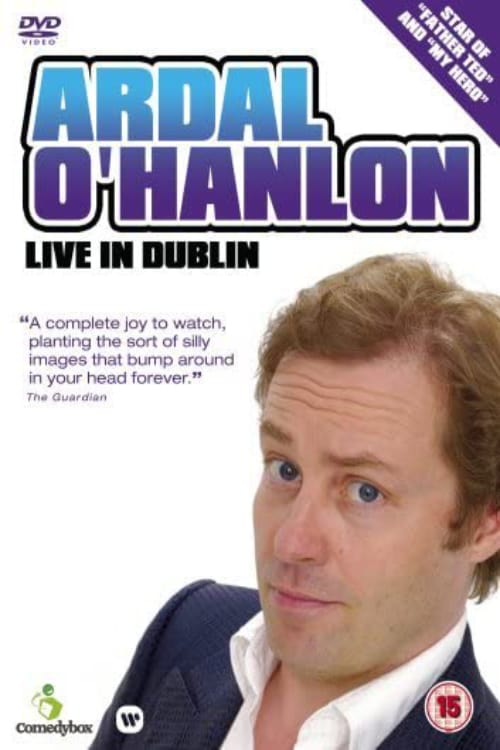 DVD
VIDEO
STAR OF
"FATHER TED"
AND "MY HERO"
ARDAL
O'HANLON
LIVE IN DUBLIN
“A complete joy to watch,
planting the sort of silly
images that bump around
in your head forever.”
The Guardian
Comedybox
15